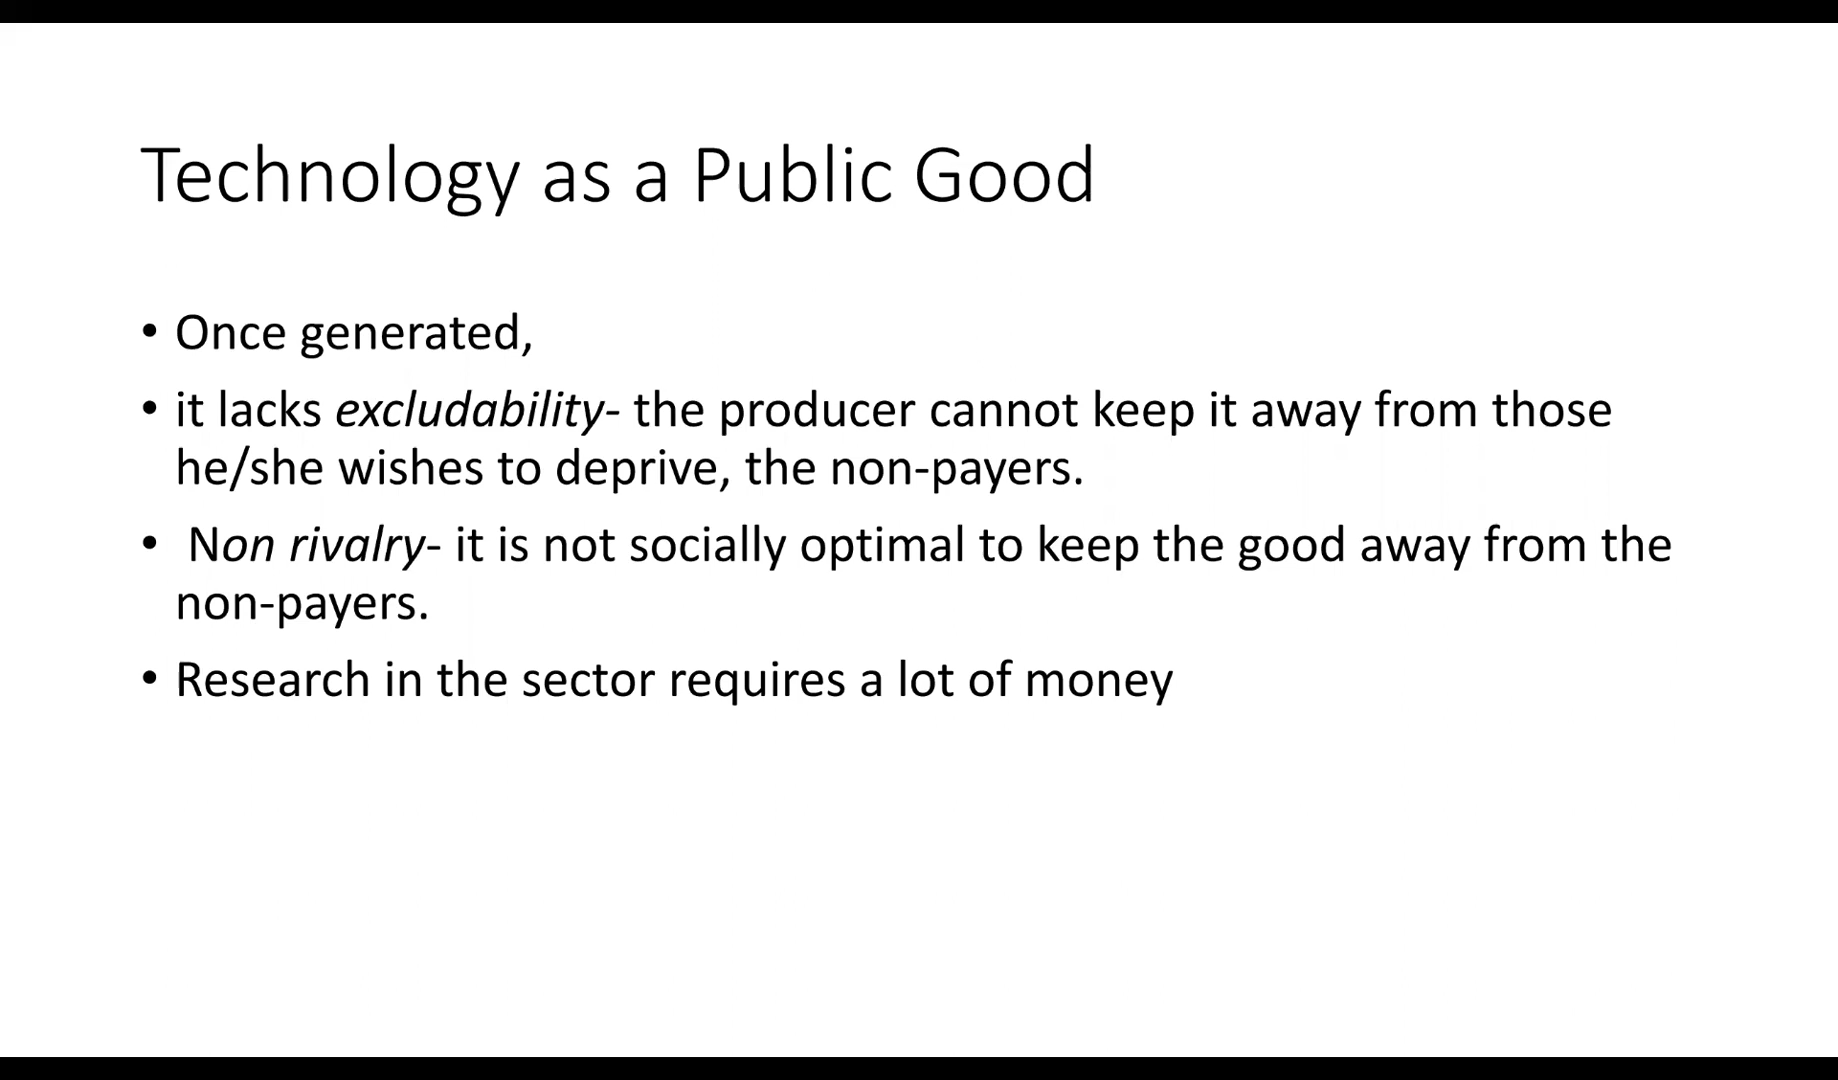 Technology as a Public Good
• Once generated,
• it lacks excludability- the producer cannot keep it away from those
he/she wishes to deprive, the non-payers.
• Non rivalry- it is not socially optimal to keep the good away from the
non-payers.
• Research in the sector requires a lot of money